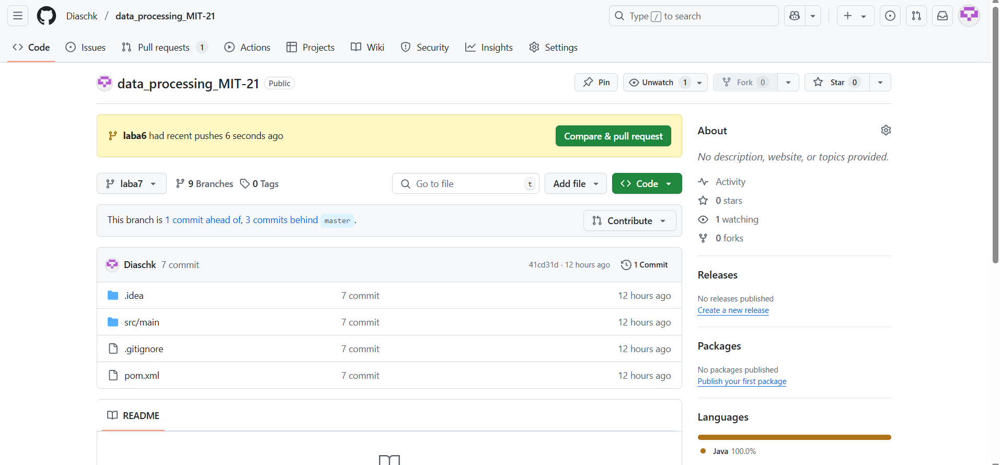 Diaschk / data_processing_MIT-21
Type / to search
Code
Issues
Pull requests 1
Actions
Projects
Wiki
Security
Insights
Settings
data_processing_MIT-21 Public
Pin
Unwatch 1
Fork 0
Star 0
laba6 had recent pushes 6 seconds ago
Compare & pull request
laba7
9 Branches
0 Tags
Go to file t
Add file
Code
This branch is 1 commit ahead of, 3 commits behind master .
Contribute
Diaschk 7 commit
41cd31d · 12 hours ago
1 Commit
.idea 7 commit 12 hours ago
src/main 7 commit 12 hours ago
.gitignore 7 commit 12 hours ago
pom.xml 7 commit 12 hours ago
README
About
No description, website, or topics provided.
Activity
0 stars
1 watching
0 forks
Releases
No releases published
Create a new release
Packages
No packages published
Publish your first package
Languages
Java 100.0%